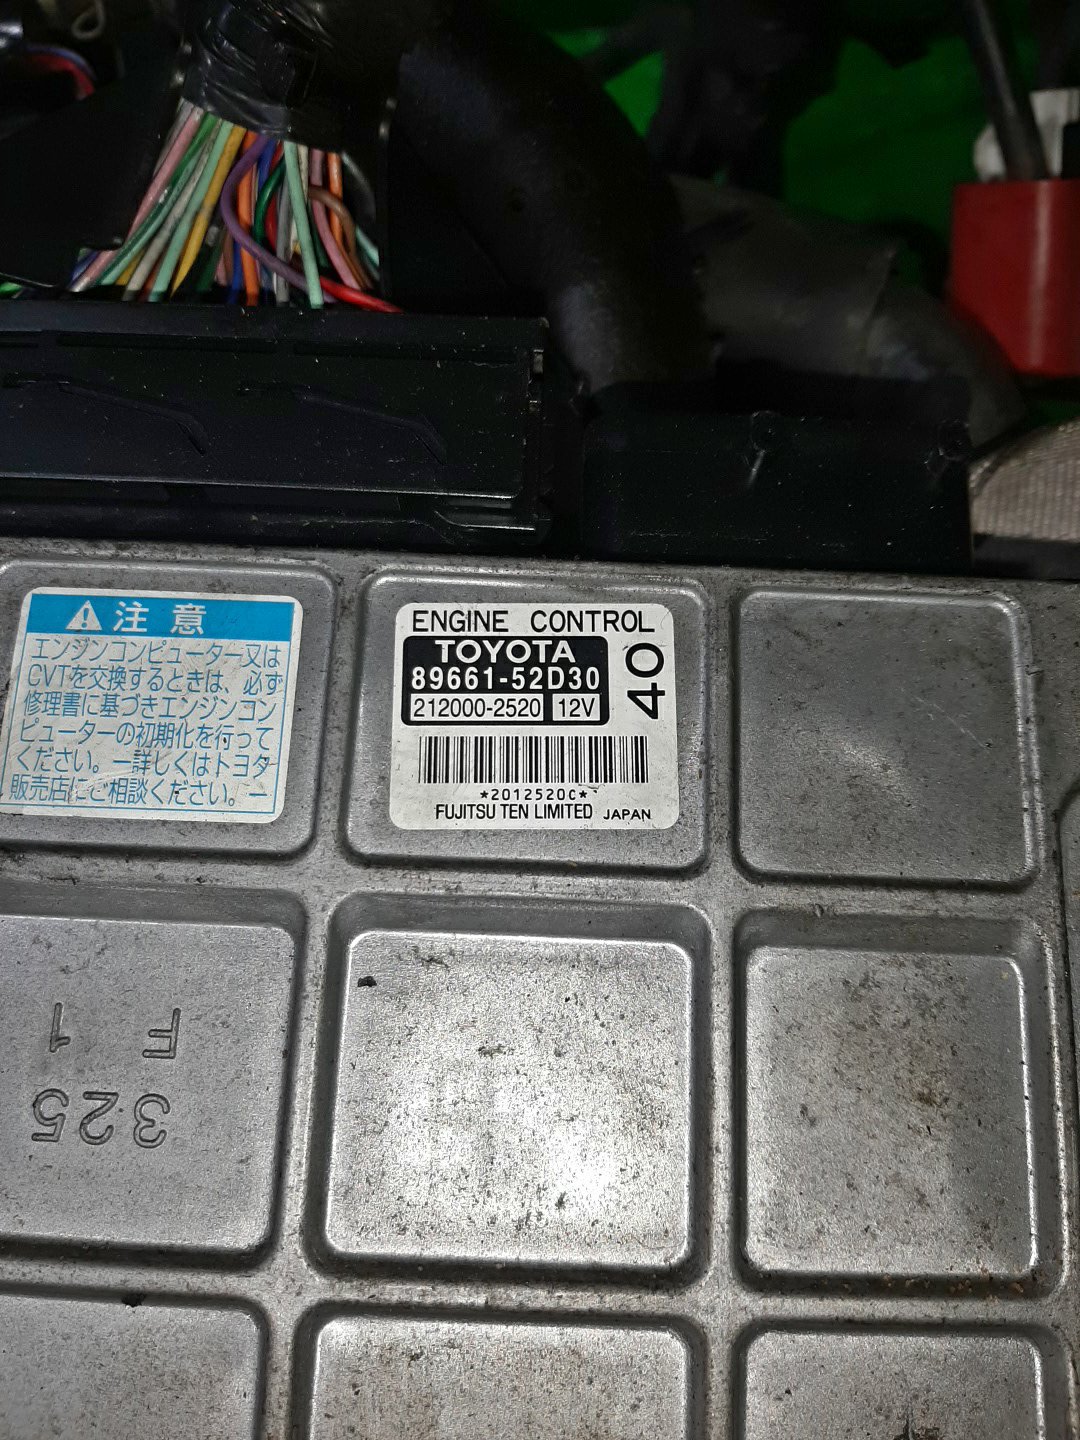 注意
エンジンコンピューター又は
CVTを交換するときは、必ず
修理書に基づきエンジンコン
ピューターの初期化を行って
ください。ー詳しくはトヨタ
販売店にご相談ください。ー
ENGINE CONTROL
TOYOTA
89661-52D30
212000-2520 12V
40
*2012520C*
FUJITSU TEN LIMITED JAPAN
F 1
325